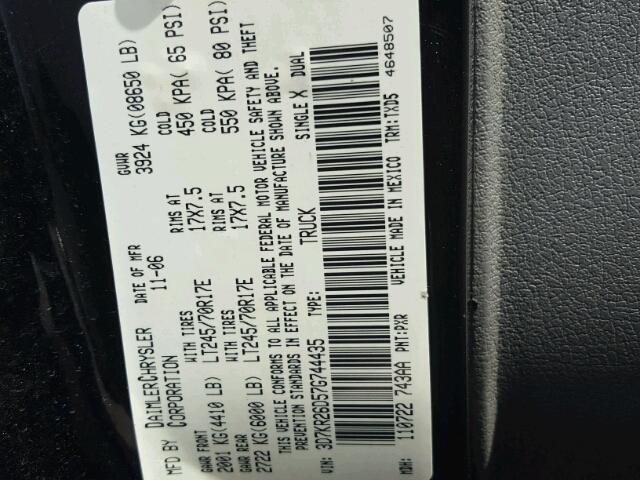 MFD BY DAIMLERCHRYSLER CORPORATION DATE OF MFR 11-06 GVWR 3924 KG(08650 LB)
GAWR FRONT 2001 KG(4410 LB) WITH TIRES LT245/70R17E RIMS AT 17X7.5 COLD 450 KPA( 65 PSI)
GAWR REAR 2722 KG(6000 LB) WITH TIRES LT245/70R17E RIMS AT 17X7.5 COLD 550 KPA( 80 PSI)
THIS VEHICLE CONFORMS TO ALL APPLICABLE FEDERAL MOTOR VEHICLE SAFETY AND THEFT
PREVENTION STANDARDS IN EFFECT ON THE DATE OF MANUFACTURE SHOWN ABOVE.
VIN: 3D7KR26D57G744435 TYPE: TRUCK SINGLE X DUAL
MDH: 110722 743AA PNT:PXR VEHICLE MADE IN MEXICO TRM:TXD5 4648507